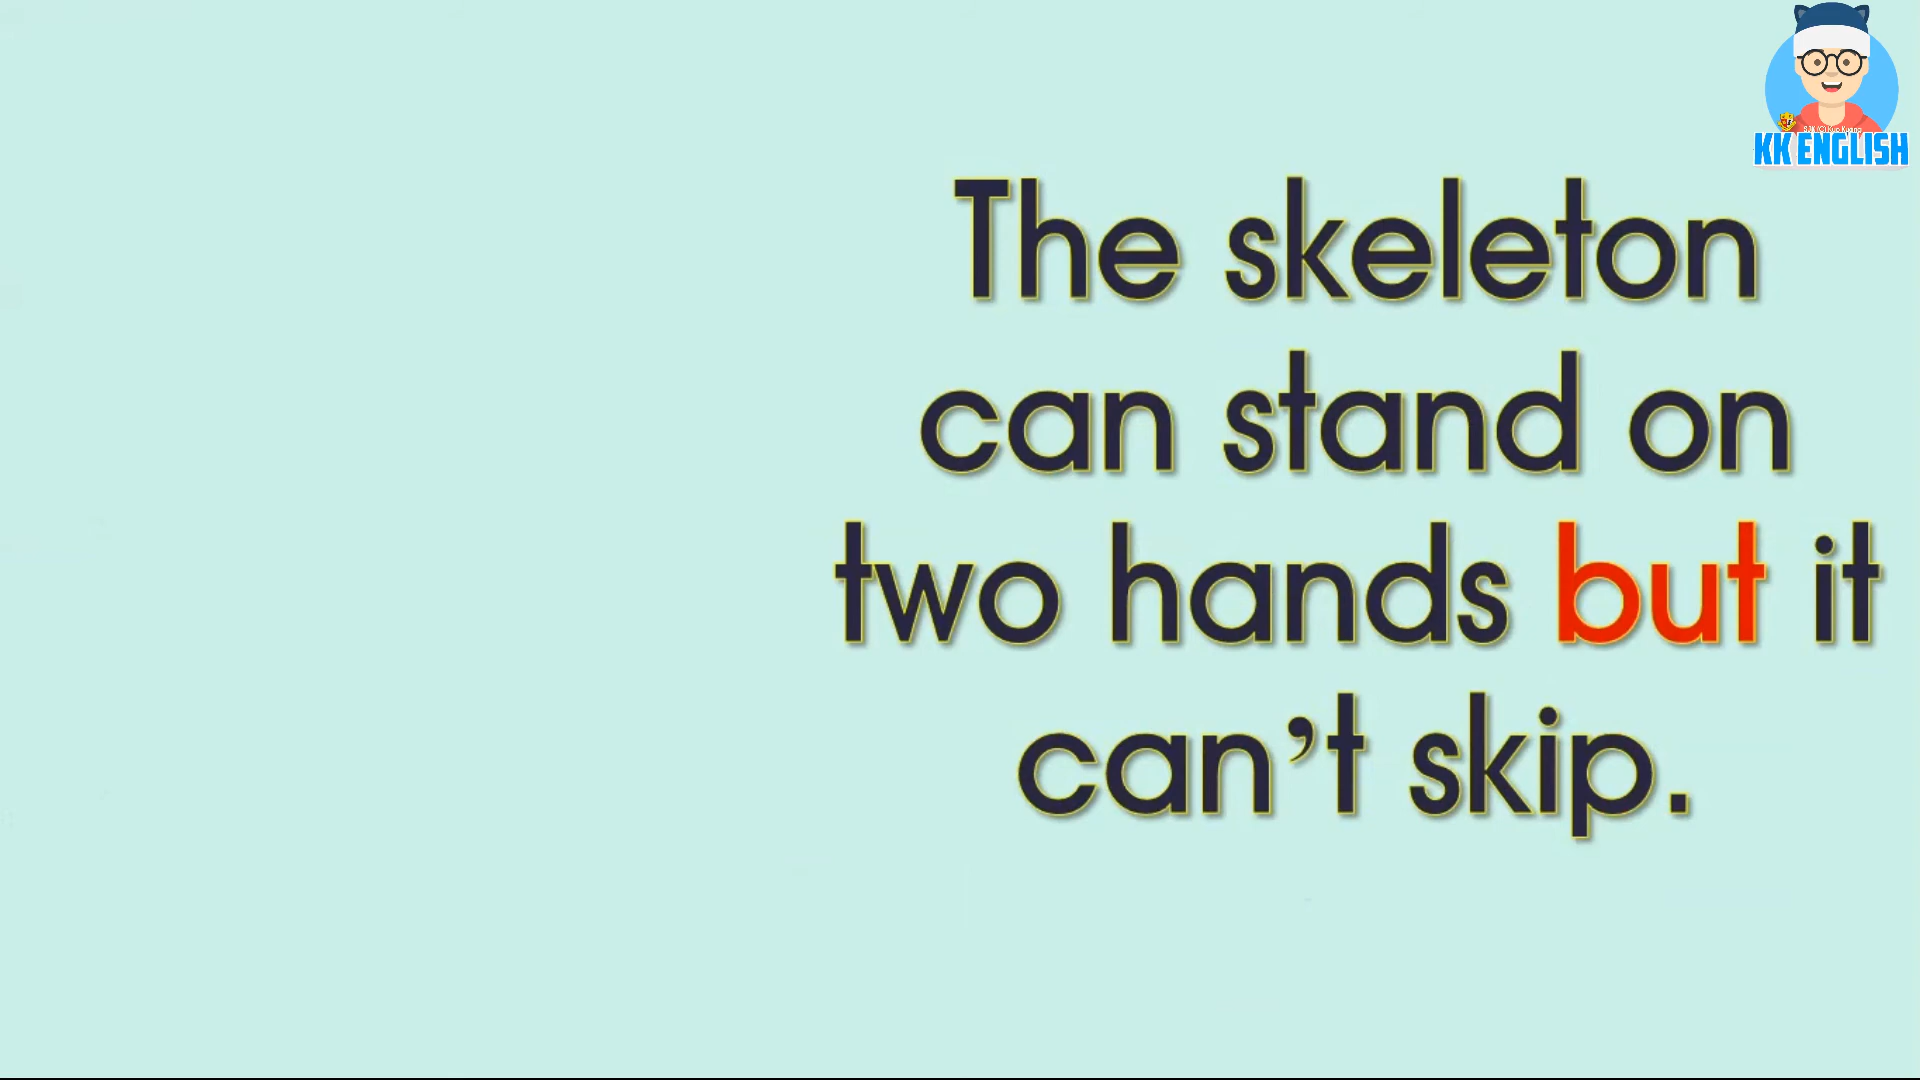 The skeleton
can stand on
two hands but it
can’t skip.
KK ENGLISH